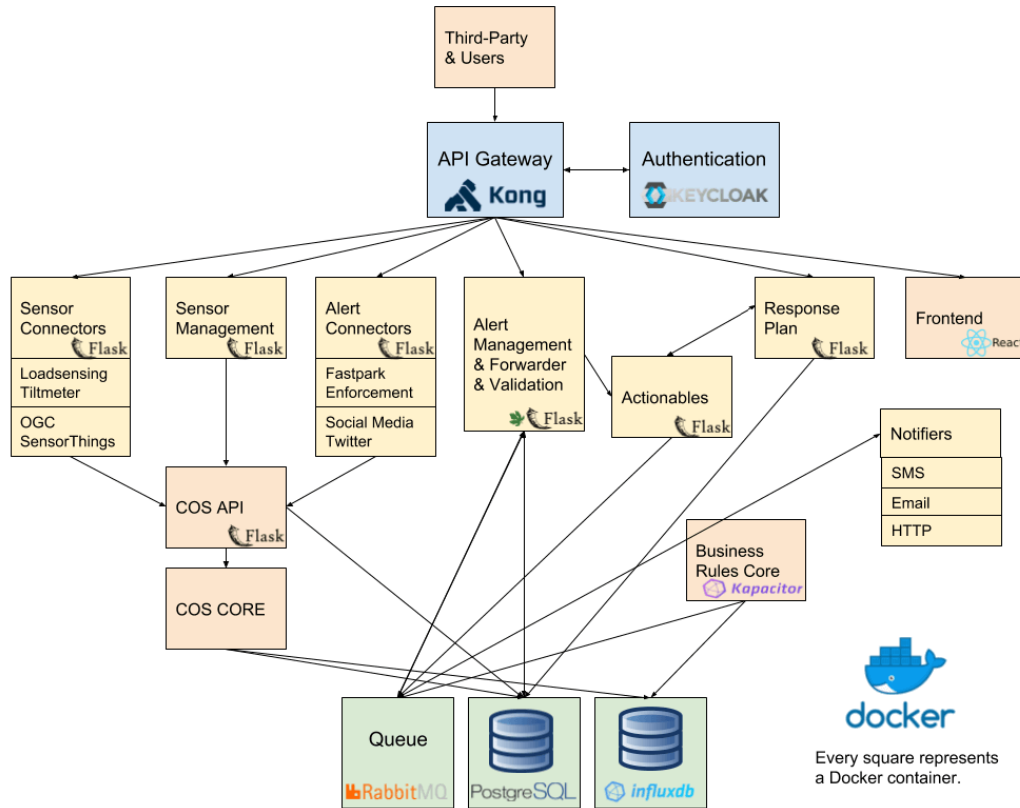 Third-Party
& Users
API Gateway
Kong
Authentication
KEYCLOAK
Sensor
Connectors
Flask
Loadsensing
Tiltmeter
OGC
SensorThings
Sensor
Management
Flask
Alert
Connectors
Flask
Fastpark
Enforcement
Social Media
Twitter
Alert
Management
& Forwarder
& Validation
Flask
Actionables
Flask
Response
Plan
Flask
Frontend
React
Notifiers
SMS
Email
HTTP
COS API
Flask
COS CORE
Business
Rules Core
Kapacitor
Queue
RabbitMQ
PostgreSQL
influxdb
docker
Every square represents
a Docker container.